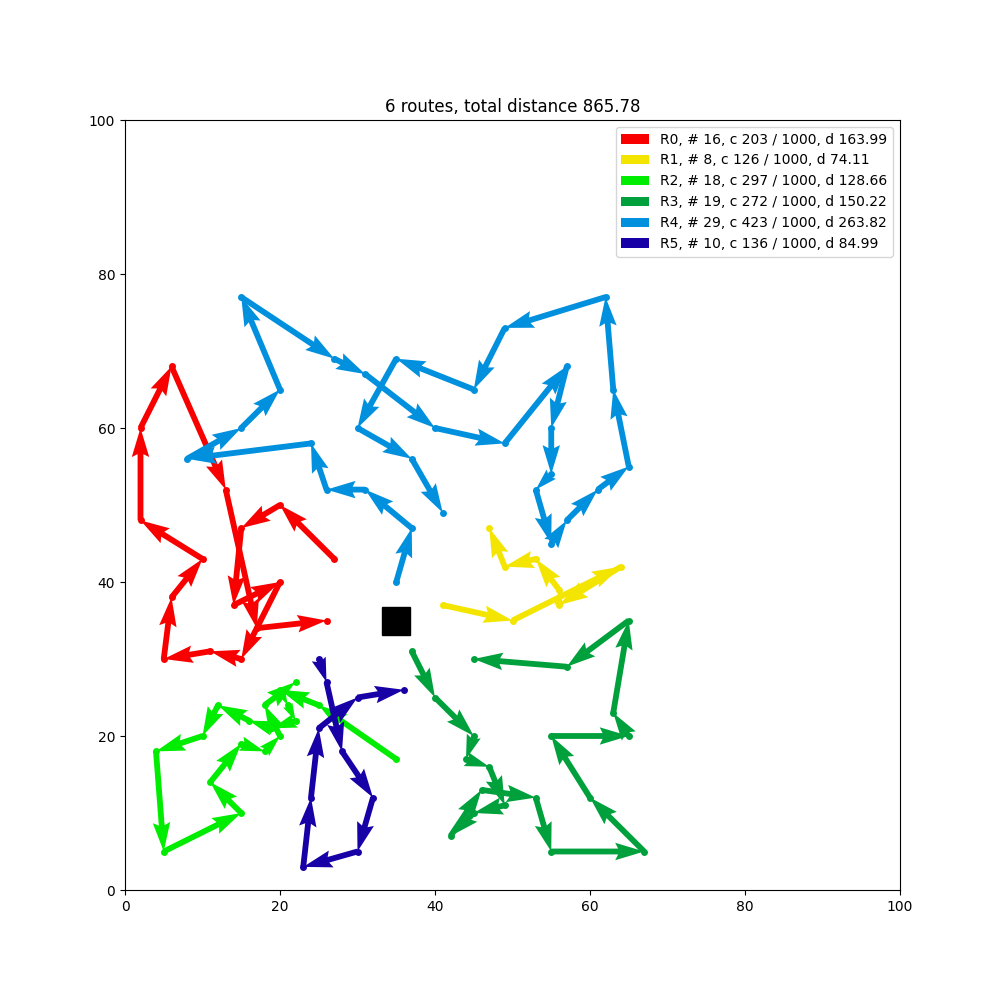 6 routes, total distance 865.78
R0, # 16, c 203 / 1000, d 163.99
R1, # 8, c 126 / 1000, d 74.11
R2, # 18, c 297 / 1000, d 128.66
R3, # 19, c 272 / 1000, d 150.22
R4, # 29, c 423 / 1000, d 263.82
R5, # 10, c 136 / 1000, d 84.99
100
80
60
40
20
0
0 20 40 60 80 100